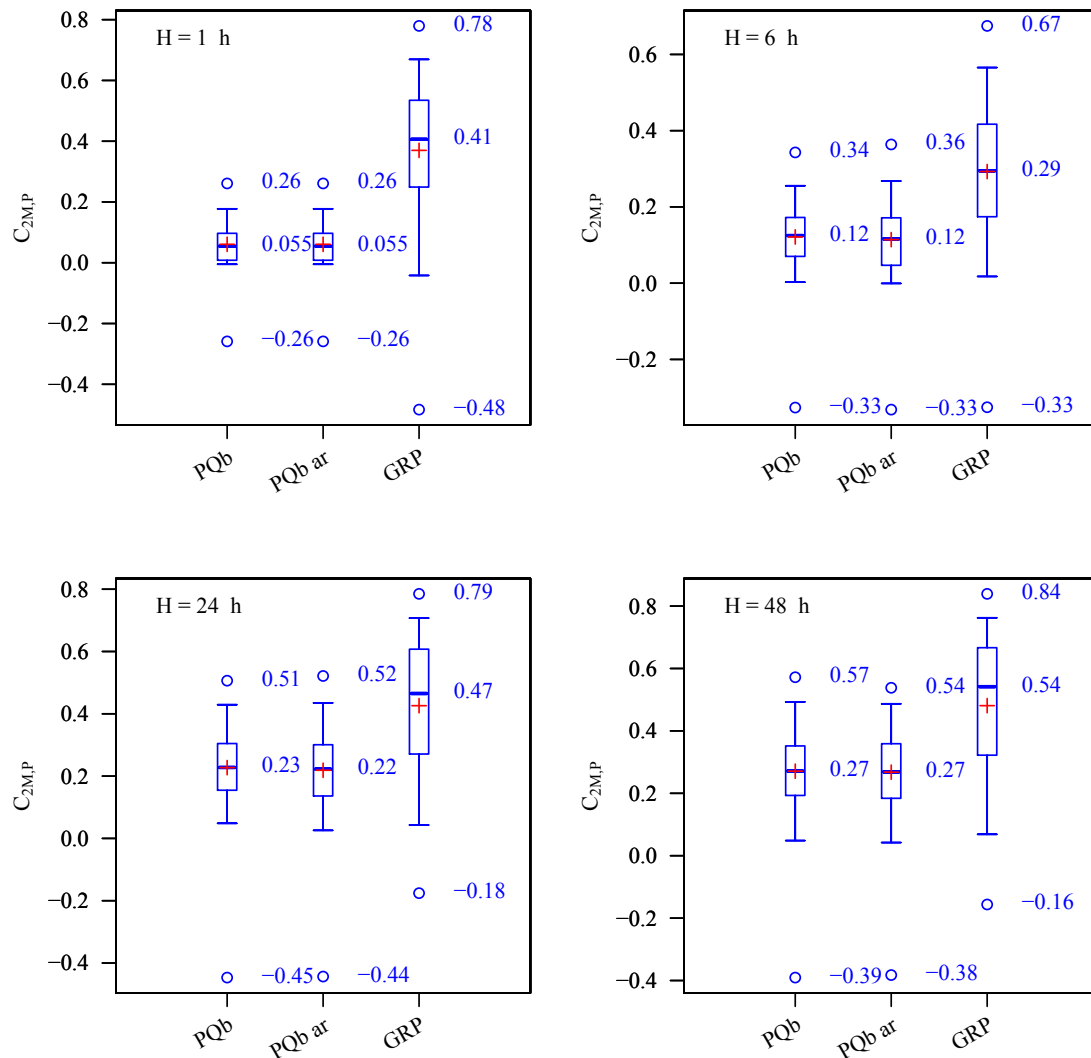 H = 1 h
C2M,P
0.8
0.6
0.4
0.2
0.0
−0.2
−0.4
0.78
0.41
0.26 0.26
0.055 0.055
−0.26 −0.26
−0.48
PQb PQb ar GRP
H = 6 h
C2M,P
0.6
0.4
0.2
0.0
−0.2
0.67
0.34 0.36
0.29
0.12 0.12
−0.33 −0.33 −0.33
PQb PQb ar GRP
H = 24 h
C2M,P
0.8
0.6
0.4
0.2
0.0
−0.2
−0.4
0.79
0.51 0.52 0.47
0.23 0.22
−0.18
−0.45 −0.44
PQb PQb ar GRP
H = 48 h
C2M,P
0.8
0.6
0.4
0.2
0.0
−0.2
−0.4
0.84
0.57 0.54 0.54
0.27 0.27
−0.16
−0.39 −0.38
PQb PQb ar GRP